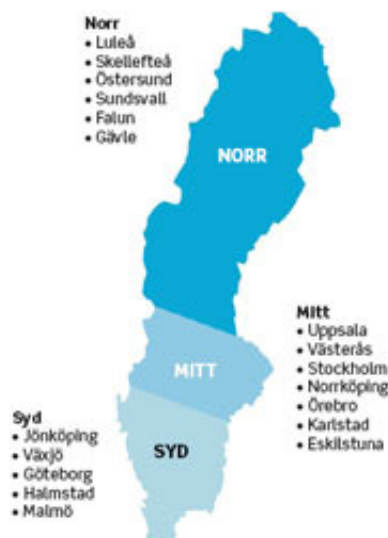 Norr
• Luleå
• Skellefteå
• Östersund
• Sundsvall
• Falun
• Gävle
NORR
Mitt
• Uppsala
• Västerås
• Stockholm
• Norrköping
• Örebro
• Karlstad
• Eskilstuna
MITT
Syd
• Jönköping
• Växjö
• Göteborg
• Halmstad
• Malmö
SYD